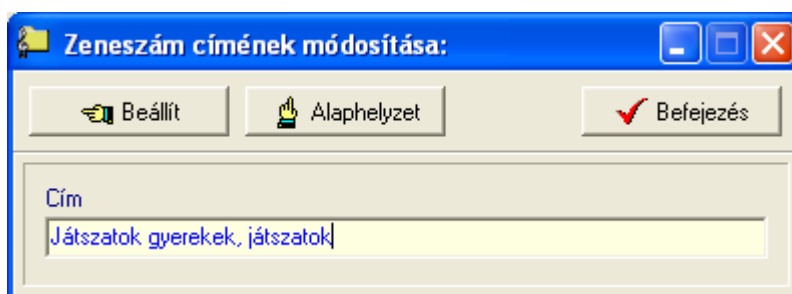 Zeneszám címének módosítása:
Beállít Alaphelyzet Befejezés
Cím
Játszatok gyerekek, játszatok